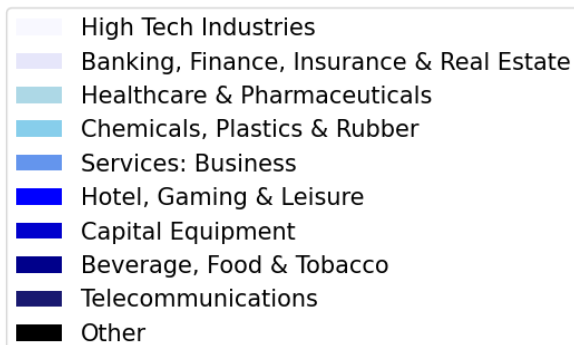 High Tech Industries
Banking, Finance, Insurance & Real Estate
Healthcare & Pharmaceuticals
Chemicals, Plastics & Rubber
Services: Business
Hotel, Gaming & Leisure
Capital Equipment
Beverage, Food & Tobacco
Telecommunications
Other